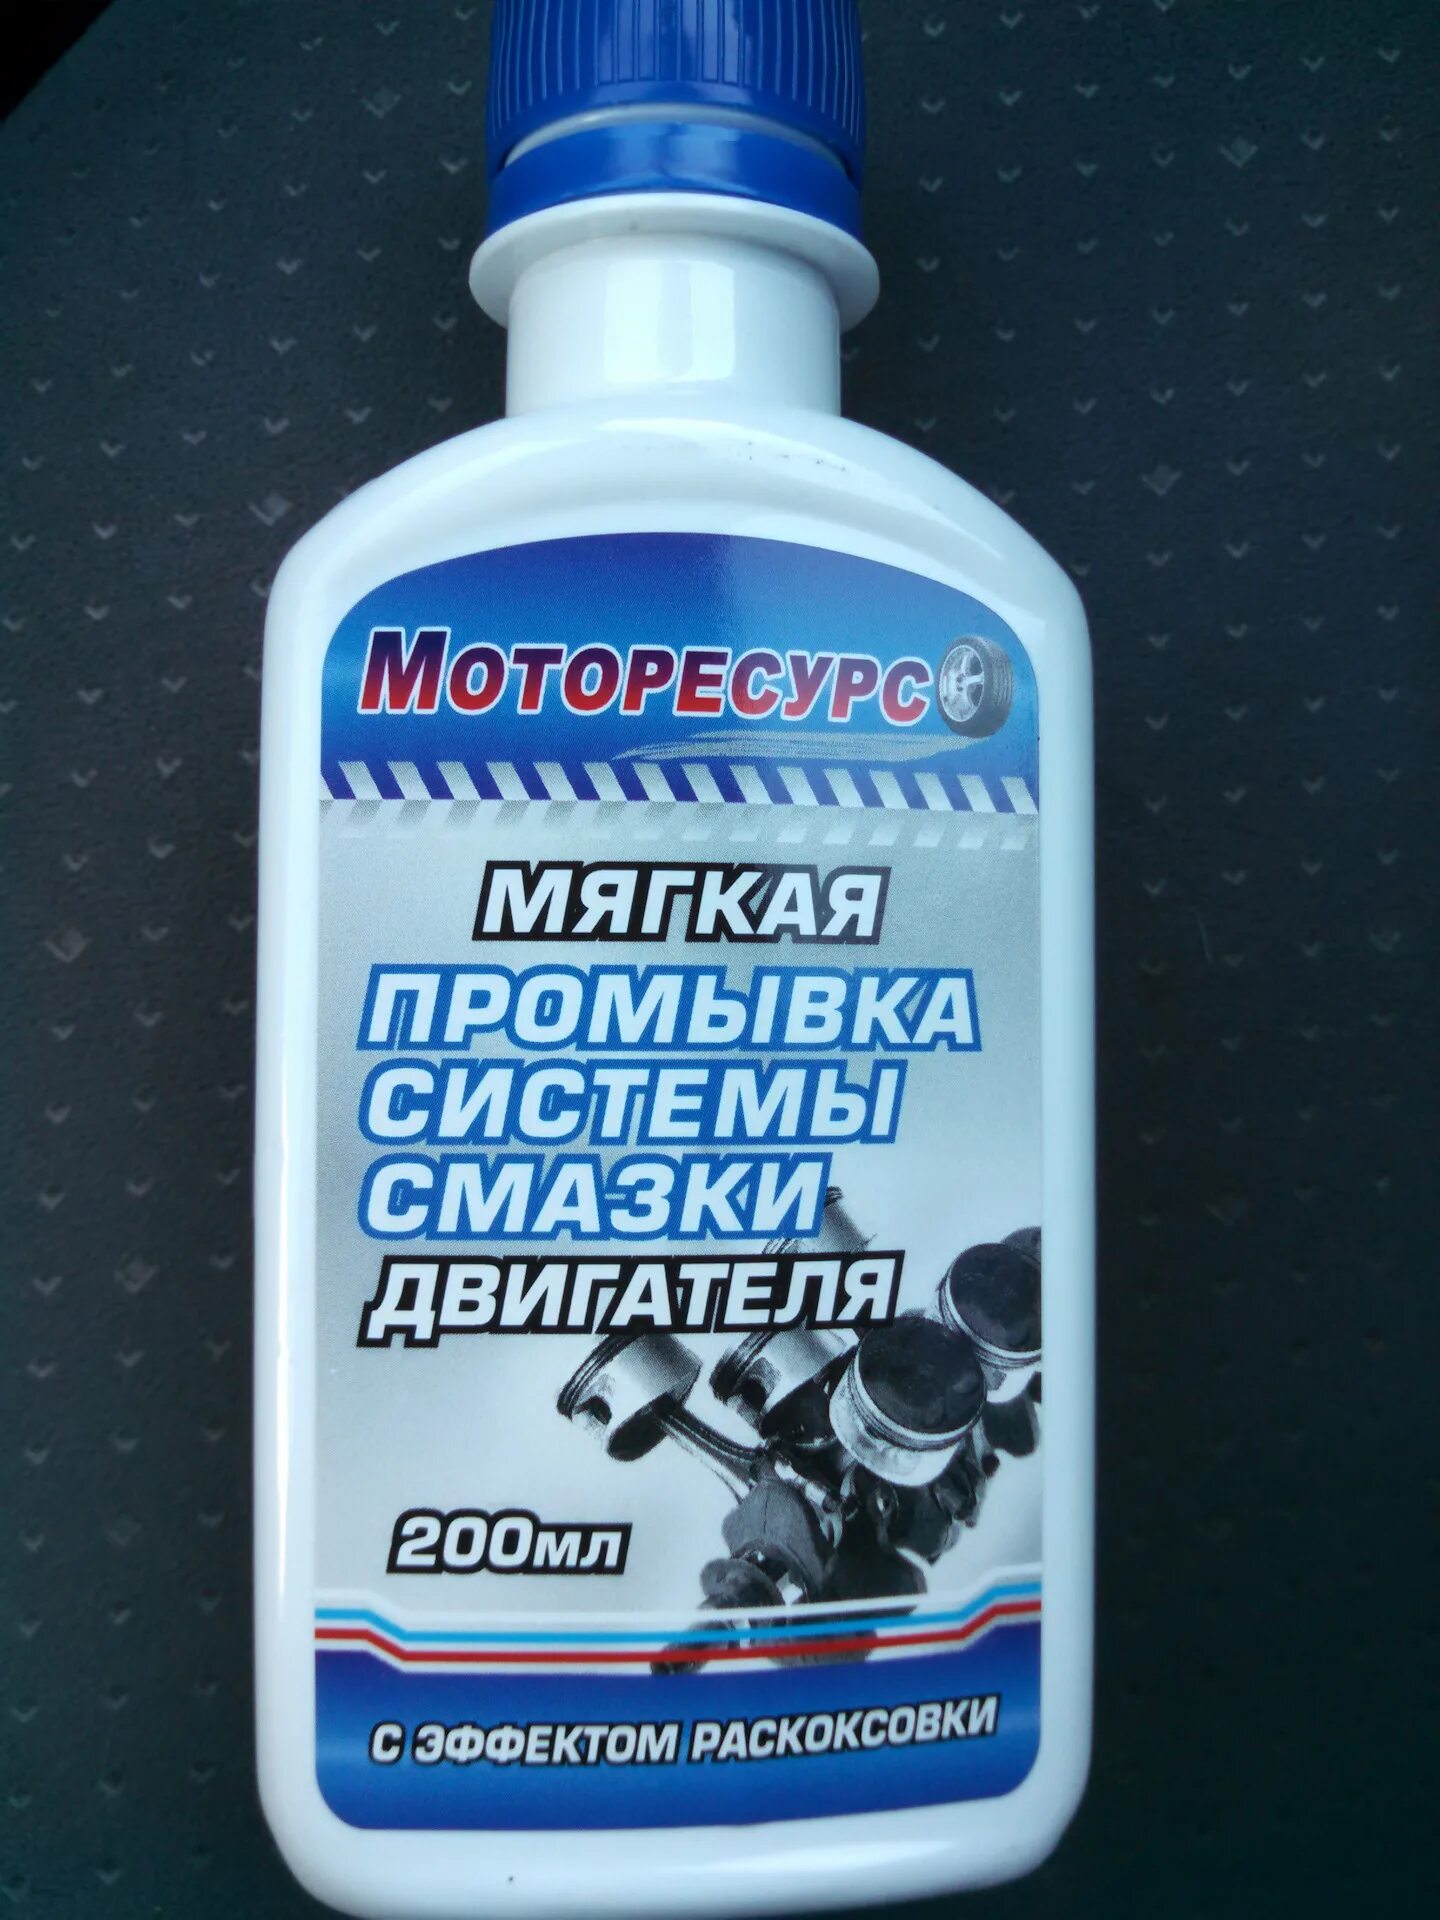 МОТОРЕСУРС
МЯГКАЯ
ПРОМЫВКА
СИСТЕМЫ
СМАЗКИ
ДВИГАТЕЛЯ
200мл
С ЭФФЕКТОМ РАСКОКСОВКИ